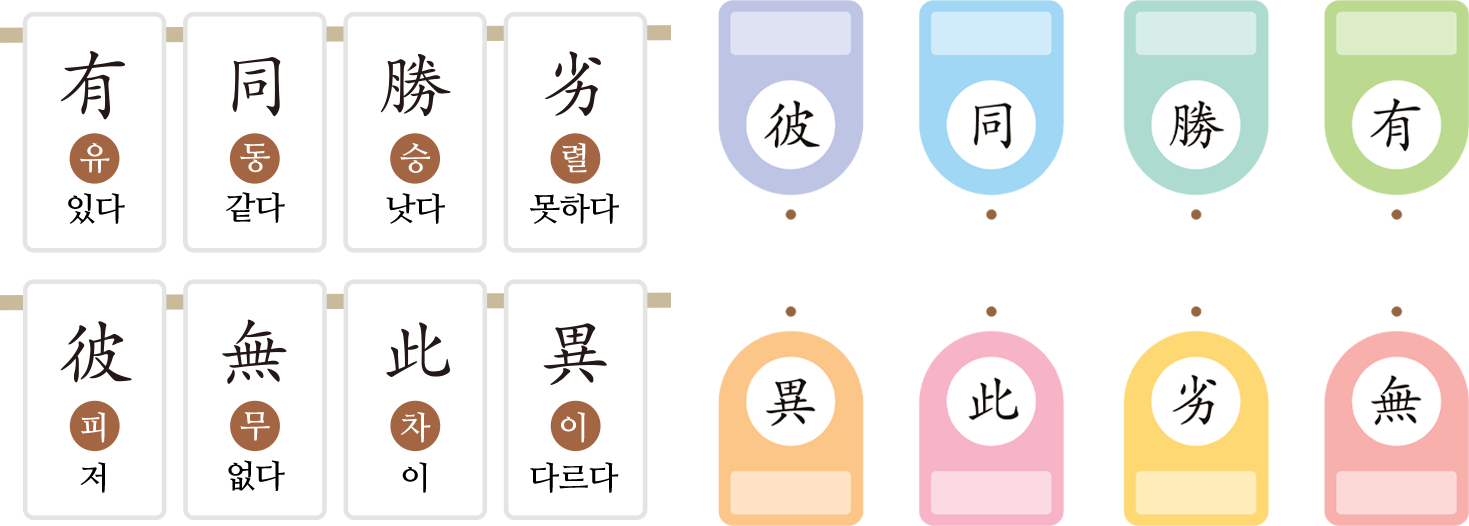 有 同 勝 劣
유 동 승 렬
있다 같다 낫다 못하다
彼 無 此 異
피 무 차 이
저 없다 이 다르다
彼 同 勝 有
異 此 劣 無